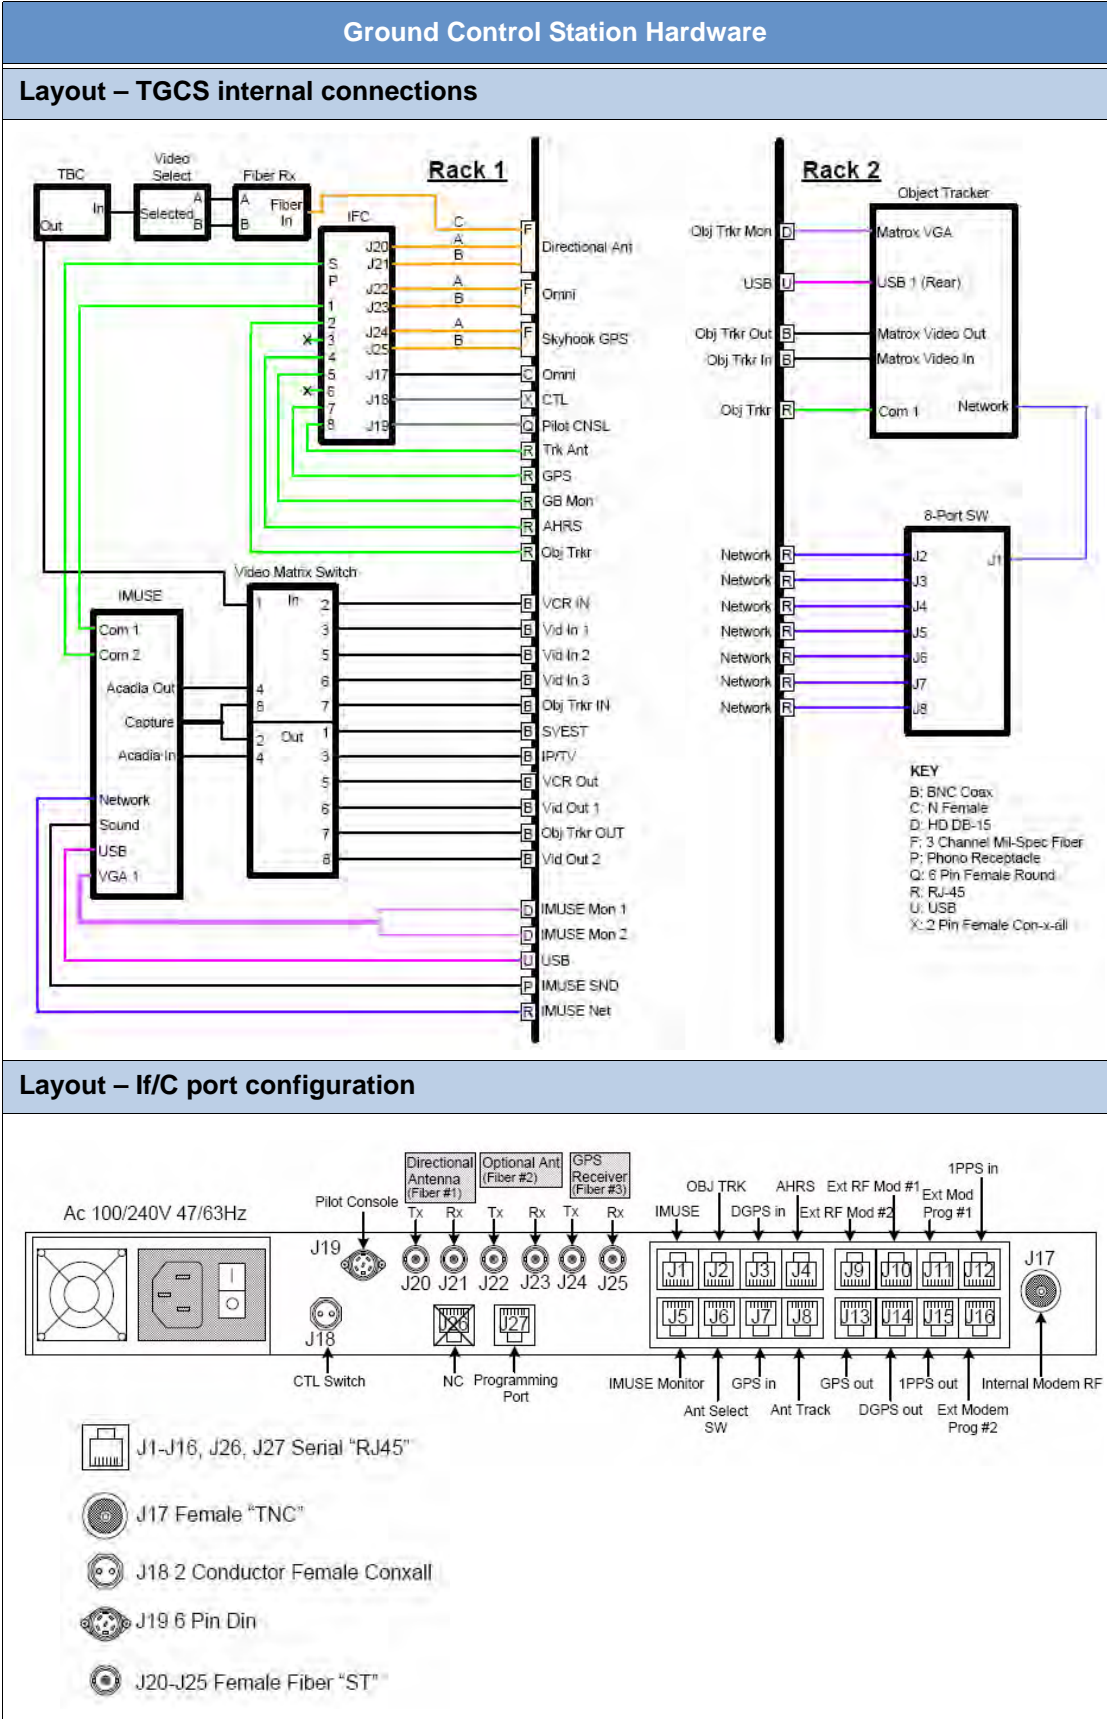 Ground Control Station Hardware
Layout – TGCS internal connections
Rack 1
TBC
In
Out
Video
Select
Selected
A
B
Fiber Rx
A
B
Fiber
In
IFC
S
P
1
2
3
4
5
6
7
8
J20
J21
J22
J23
J24
J25
J17
J18
J19
X
X
C
A
B
A
B
A
B
F Directional Ant
F Omni
F Skyhook GPS
C Omni
X CTL
Q Pilot CNSL
R Trk Ant
R GPS
R GB Mon
R AHRS
R Obj Trkr
IMUSE
Com 1
Com 2
Acadia Out
Capture
Acadia In
Network
Sound
USB
VGA 1
Video Matrix Switch
In
1
4
8
2
3
5
6
7
Out
2
4
1
3
5
6
7
8
B VCR IN
B Vid In 1
B Vid In 2
B Vid In 3
B Obj Trkr IN
B SVEST
B IP/TV
B VCR Out
B Vid Out 1
B Obj Trkr OUT
B Vid Out 2
D IMUSE Mon 1
D IMUSE Mon 2
U USB
P IMUSE SND
R IMUSE Net
Rack 2
Object Tracker
Obj Trkr Mon D Matrox VGA
USB U USB 1 (Rear)
Obj Trkr Out B Matrox Video Out
Obj Trkr In B Matrox Video In
Obj Trkr R Com 1
Network
8-Port SW
J1
Network R J2
Network R J3
Network R J4
Network R J5
Network R J6
Network R J7
Network R J8
KEY
B: BNC Coax
C: N Female
D: HD DB-15
F: 3 Channel Mil-Spec Fiber
P: Phono Receptacle
Q: 6 Pin Female Round
R: RJ-45
U: USB
X: 2 Pin Female Con-x-all
Layout – If/C port configuration
Ac 100/240V 47/63Hz
Pilot Console
J19
J18
CTL Switch
Directional
Antenna
(Fiber #1)
Optional Ant
(Fiber #2)
GPS
Receiver
(Fiber #3)
Tx Rx Tx Rx Tx Rx
J20 J21 J22 J23 J24 J25
J26
J27
NC
Programming
Port
IMUSE
OBJ TRK
DGPS in
AHRS
Ext RF Mod #2
Ext RF Mod #1
Ext Mod
Prog #1
1PPS in
J1 J2 J3 J4 J9 J10 J11 J12
J5 J6 J7 J8 J13 J14 J15 J16
J17
IMUSE Monitor
Ant Select
SW
GPS in
Ant Track
GPS out
DGPS out
1PPS out
Ext Modem
Prog #2
Internal Modem RF
J1-J16, J26, J27 Serial "RJ45"
J17 Female "TNC"
J18 2 Conductor Female Conxall
J19 6 Pin Din
J20-J25 Female Fiber "ST"